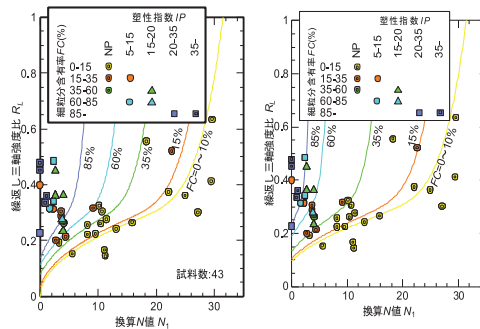 塑性指数 IP
細粒分含有率FC(%)
NP
5-15
15-20
20-35
35-
0-15
15-35
35-60
60-85
85-
繰返し三軸強度比 RL
1
0,8
0,6
0,4
0,2
0
85%
60%
35%
15%
FC=0～10%
試料数:43
0 10 20 30
換算N値 N1
塑性指数 IP
細粒分含有率FC(%)
NP
5-15
15-20
20-35
35-
0-15
15-35
35-60
60-85
85-
繰返し三軸強度比 RL
1
0.8
0.6
0.4
0.2
0
85%
60%
35%
15%
FC=0～10%
0 10 20 30
換算N値 N1